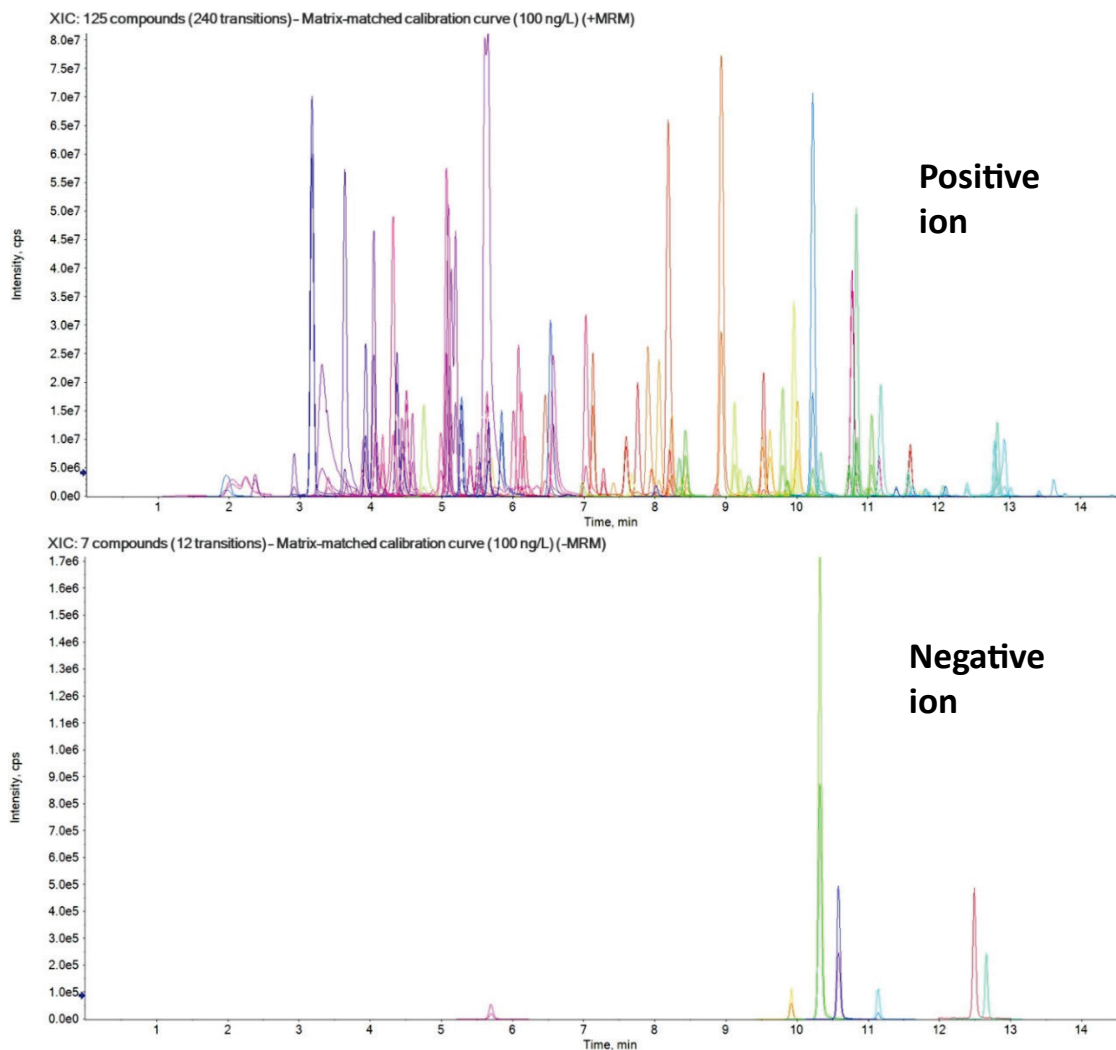 XIC: 125 compounds (240 transitions) – Matrix-matched calibration curve (100 ng/L) (+MRM)
8.0e7
7.5e7
7.0e7
6.5e7
6.0e7
5.5e7
5.0e7
4.5e7
4.0e7
3.5e7
3.0e7
2.5e7
2.0e7
1.5e7
1.0e7
5.0e6
0.0e0
Intensity, cps
Positive
ion
1 2 3 4 5 6 7 8 9 10 11 12 13 14
Time, min
XIC: 7 compounds (12 transitions) – Matrix-matched calibration curve (100 ng/L) (–MRM)
1.7e6
1.6e6
1.5e6
1.4e6
1.3e6
1.2e6
1.1e6
1.0e6
9.0e5
8.0e5
7.0e5
6.0e5
5.0e5
4.0e5
3.0e5
2.0e5
1.0e5
0.0e0
Intensity, cps
Negative
ion
1 2 3 4 5 6 7 8 9 10 11 12 13 14
Time, min